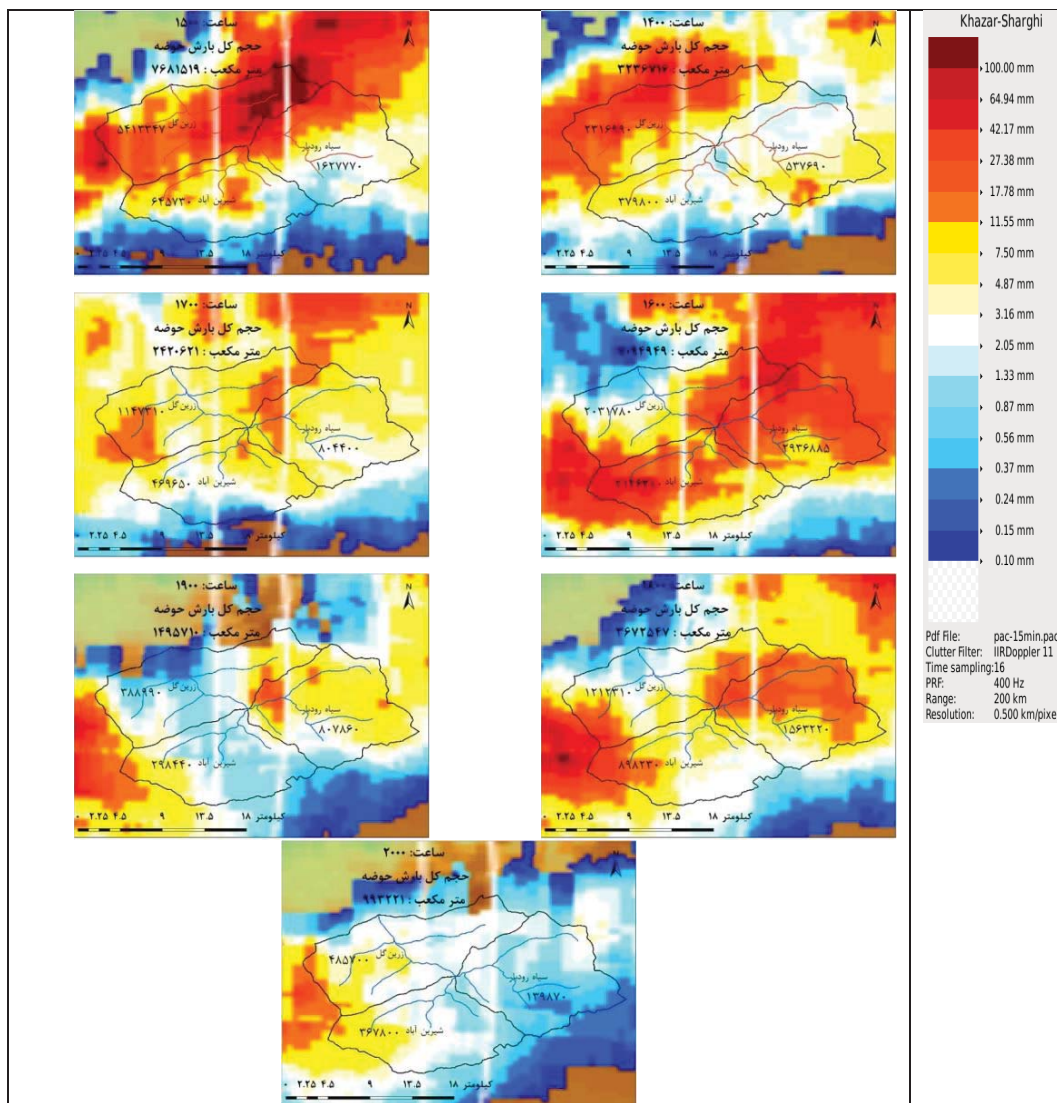 ساعت: ۱۴۰۰
حجم کل بارش حوضه
متر مکعب : ۳۲۳۶۷۱۶
زرین گل
سیاه رودبار
۵۳۷۶۹۰
شیرین آباد
۳۷۹۸۰۰
N
۰ ۲.۲۵ ۴.۵ ۹ ۱۳.۵ ۱۸ کیلومتر
ساعت: ۱۵۰۰
حجم کل بارش حوضه
متر مکعب : ۷۶۸۱۵۱۹
زرین گل
۵۴۱۳۳۴۷
سیاه رودبار
۱۶۲۷۷۷۰
شیرین آباد
۶۴۵۷۳۰
N
۰ ۲.۲۵ ۴.۵ ۹ ۱۳.۵ ۱۸ کیلومتر
ساعت: ۱۶۰۰
حجم کل بارش حوضه
متر مکعب : ۷۰۹۴۹۴۹
زرین گل
۲۰۳۱۷۸۰
سیاه رودبار
۲۹۳۶۸۸۵
شیرین آباد
N
۰ ۲.۲۵ ۴.۵ ۹ ۱۳.۵ ۱۸ کیلومتر
ساعت: ۱۷۰۰
حجم کل بارش حوضه
متر مکعب : ۲۴۲۰۶۲۱
زرین گل
۱۱۴۷۳۱۰
سیاه رودبار
۸۰۴۴۰۰
شیرین آباد
۴۶۹۶۵۰
N
۰ ۲.۲۵ ۴.۵ ۹ ۱۳.۵ ۱۸ کیلومتر
ساعت: ۱۸۰۰
حجم کل بارش حوضه
متر مکعب : ۳۶۷۲۵۴۷
زرین گل
۱۲۱۲۳۱۰
سیاه رودبار
۱۵۶۳۲۲۰
شیرین آباد
۸۹۸۲۳۰
N
۰ ۲.۲۵ ۴.۵ ۹ ۱۳.۵ ۱۸ کیلومتر
ساعت: ۱۹۰۰
حجم کل بارش حوضه
متر مکعب : ۱۴۹۵۷۱۰
زرین گل
۳۸۸۹۹۰
سیاه رودبار
۸۰۷۸۶۰
شیرین آباد
۲۹۸۴۴۰
N
۰ ۲.۲۵ ۴.۵ ۹ ۱۳.۵ ۱۸ کیلومتر
ساعت: ۲۰۰۰
حجم کل بارش حوضه
متر مکعب : ۹۹۳۲۲۱
زرین گل
۴۸۵۷۰۰
سیاه رودبار
۱۳۹۸۷۰
شیرین آباد
۳۶۷۸۰۰
N
۰ ۲.۲۵ ۴.۵ ۹ ۱۳.۵ ۱۸ کیلومتر
Khazar-Sharghi
100.00 mm
64.94 mm
42.17 mm
27.38 mm
17.78 mm
11.55 mm
7.50 mm
4.87 mm
3.16 mm
2.05 mm
1.33 mm
0.87 mm
0.56 mm
0.37 mm
0.24 mm
0.15 mm
0.10 mm
Pdf File: pac-15min.pac
Clutter Filter: IIRDoppler 11
Time sampling:16
PRF: 400 Hz
Range: 200 km
Resolution: 0.500 km/pixe